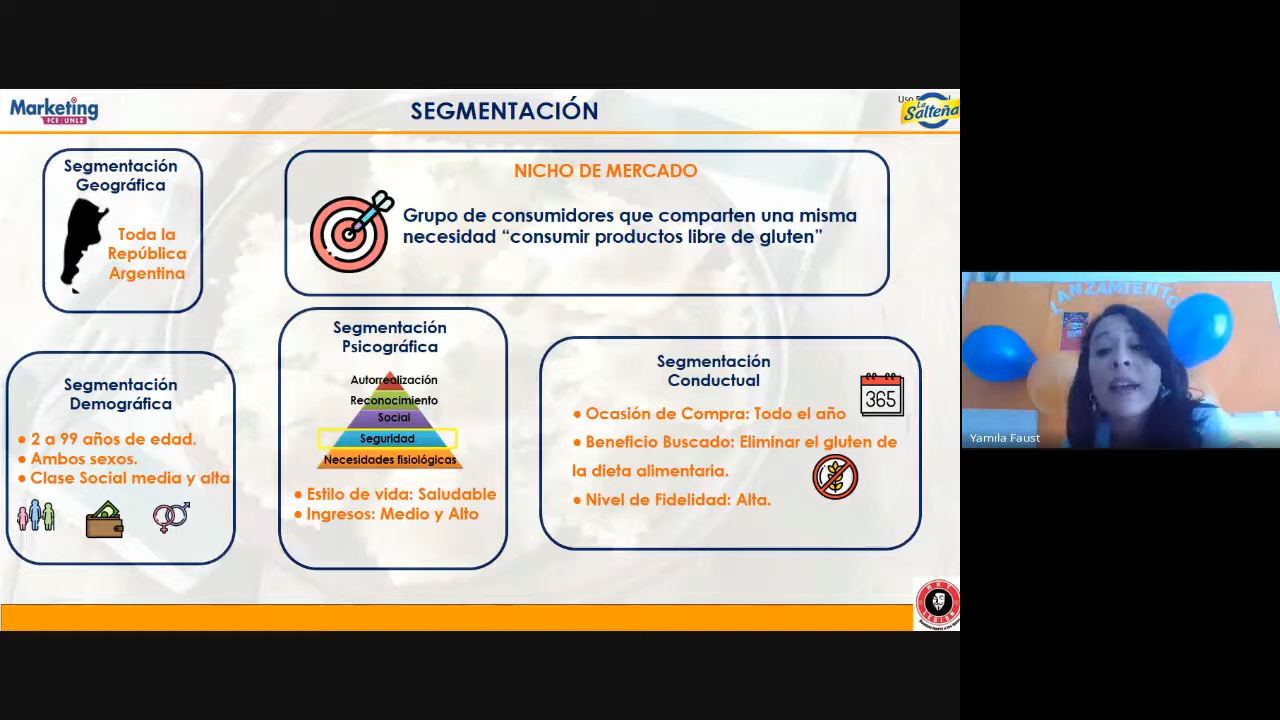 Marketing
FCE | UNLZ
SEGMENTACIÓN
La
Salteña
Segmentación
Geográfica
Toda la
República
Argentina
NICHO DE MERCADO
Grupo de consumidores que comparten una misma
necesidad “consumir productos libre de gluten”
Segmentación
Demográfica
● 2 a 99 años de edad.
● Ambos sexos.
● Clase Social media y alta
Segmentación
Psicográfica
Autorrealización
Reconocimiento
Social
Seguridad
Necesidades fisiológicas
● Estilo de vida: Saludable
● Ingresos: Medio y Alto
Segmentación
Conductual
365
● Ocasión de Compra: Todo el año
● Beneficio Buscado: Eliminar el gluten de
la dieta alimentaria.
● Nivel de Fidelidad: Alta.
LANZAMIENTO
Yamila Faust